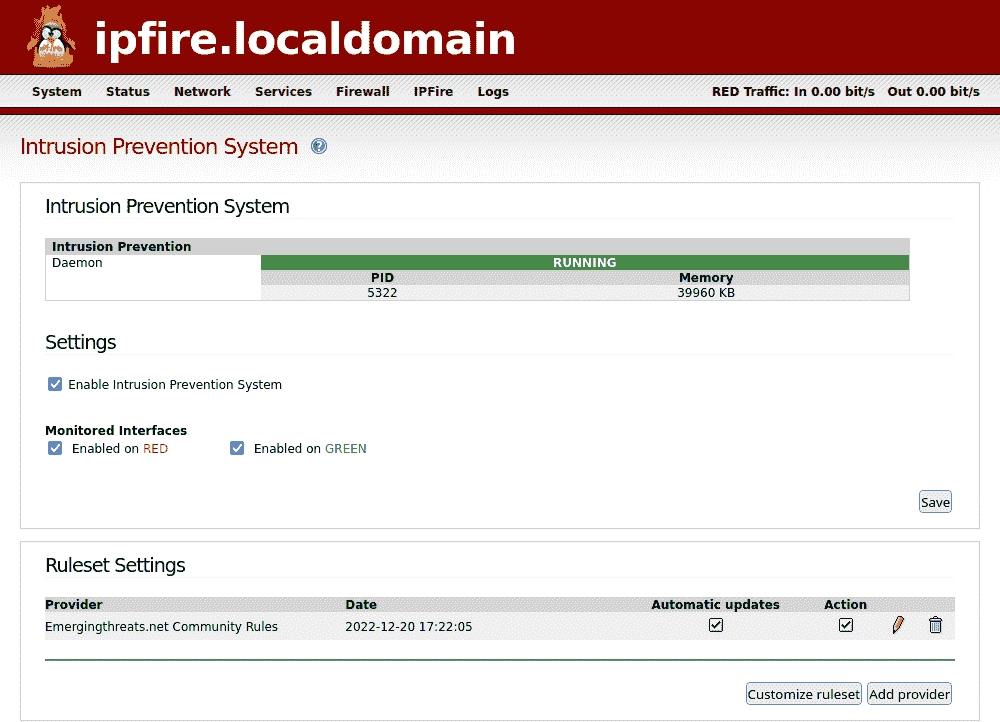 ipfire.localdomain
System Status Network Services Firewall IPFire Logs RED Traffic: In 0.00 bit/s Out 0.00 bit/s
Intrusion Prevention System
Intrusion Prevention System
Intrusion Prevention
Daemon RUNNING
PID Memory
5322 39960 KB
Settings
Enable Intrusion Prevention System
Monitored Interfaces
Enabled on RED Enabled on GREEN
Save
Ruleset Settings
Provider Date Automatic updates Action
Emergingthreats.net Community Rules 2022-12-20 17:22:05
Customize ruleset Add provider